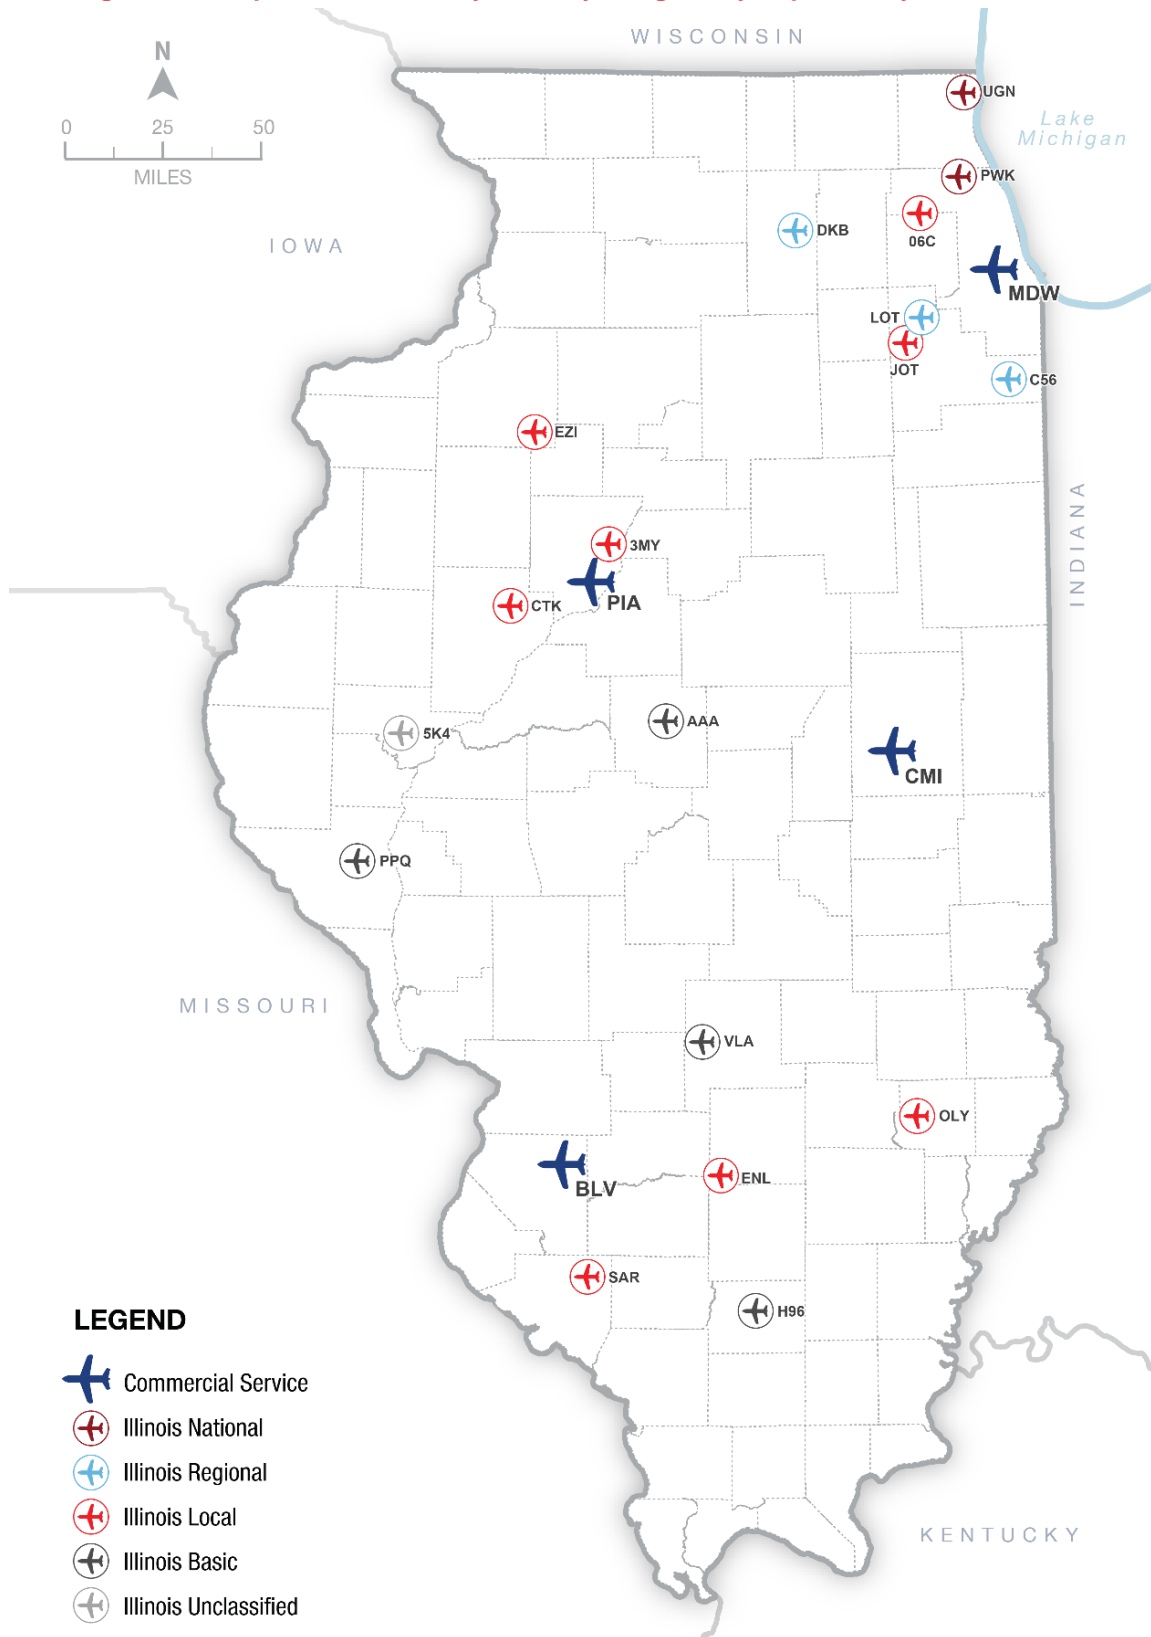 WISCONSIN
N
UGN
0 25 50
Lake
Michigan
MILES
PWK
DKB
06C
IOWA
MDW
LOT
JOT
C56
EZI
INDIANA
3MY
PIA
CTK
AAA
5K4
CMI
PPQ
MISSOURI
VLA
OLY
ENL
BLV
SAR
H96
LEGEND
Commercial Service
Illinois National
Illinois Regional
Illinois Local
Illinois Basic
Illinois Unclassified
KENTUCKY